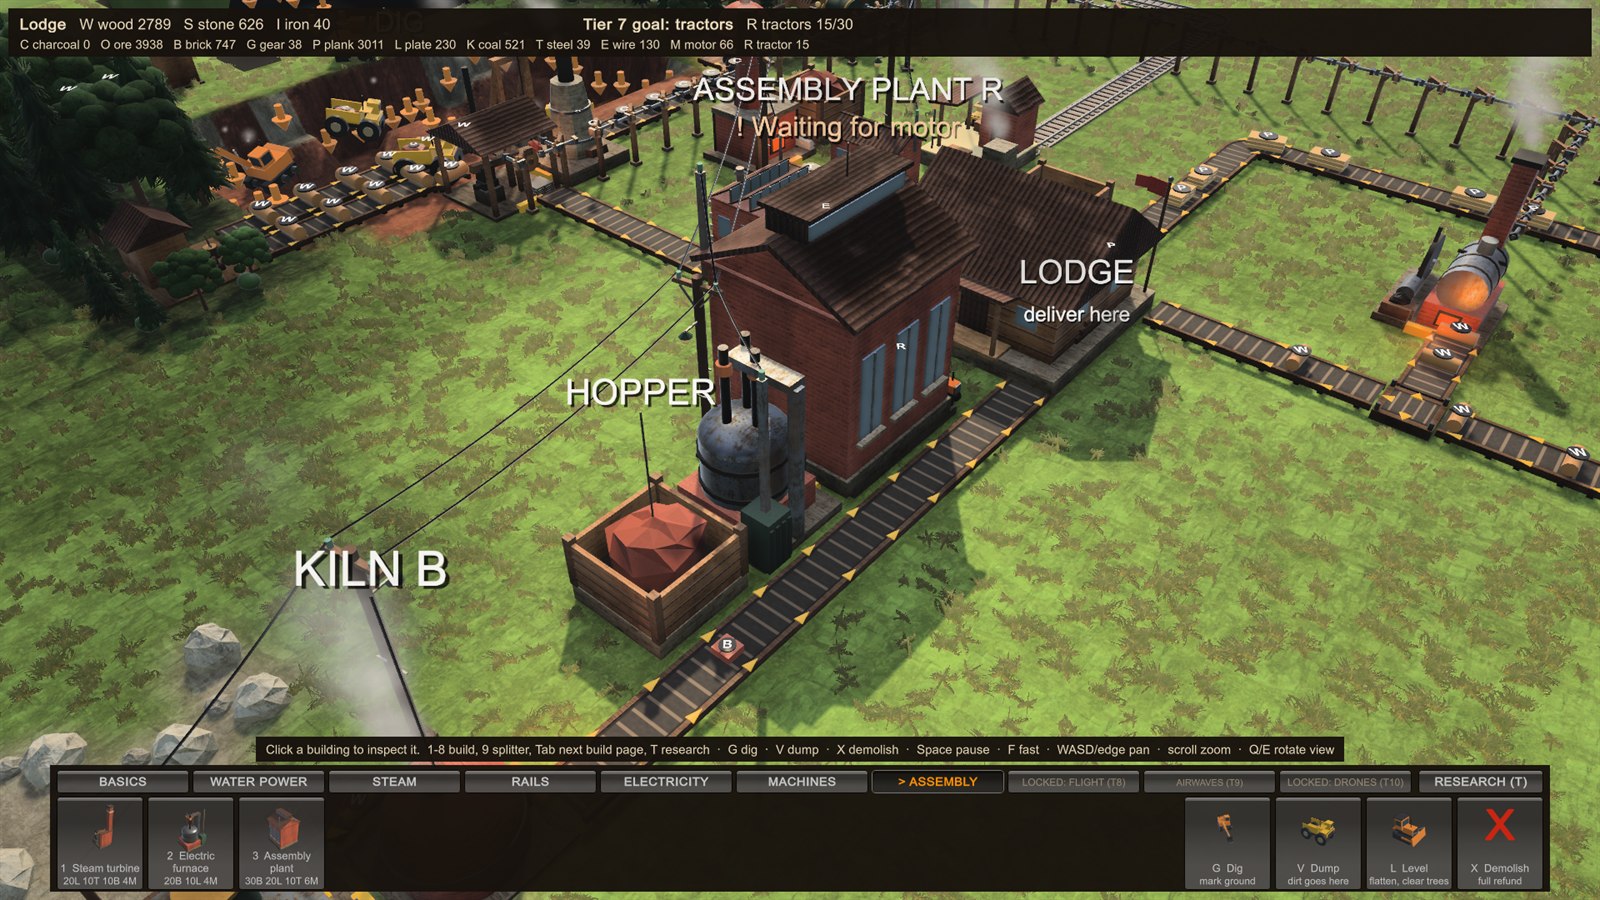 Lodge W wood 2789 S stone 626 I iron 40
Tier 7 goal: tractors R tractors 15/30
C charcoal 0 O ore 3938 B brick 747 G gear 38 P plank 3011 L plate 230 K coal 521 T steel 39 E wire 130 M motor 66 R tractor 15
ASSEMBLY PLANT R
! Waiting for motor
LODGE
deliver here
HOPPER
KILN B
Click a building to inspect it. 1-8 build, 9 splitter, Tab next build page, T research · G dig · V dump · X demolish · Space pause · F fast · WASD/edge pan · scroll zoom · Q/E rotate view
BASICS
WATER POWER
STEAM
RAILS
ELECTRICITY
MACHINES
> ASSEMBLY
LOCKED: FLIGHT (T8)
AIRWAVES (T9)
LOCKED: DRONES (T10)
RESEARCH (T)
1 Steam turbine
20L 10T 10B 4M
2 Electric
furnace
20B 10L 4M
3 Assembly
plant
30B 20L 10T 6M
G Dig
mark ground
V Dump
dirt goes here
L Level
flatten, clear trees
X Demolish
full refund